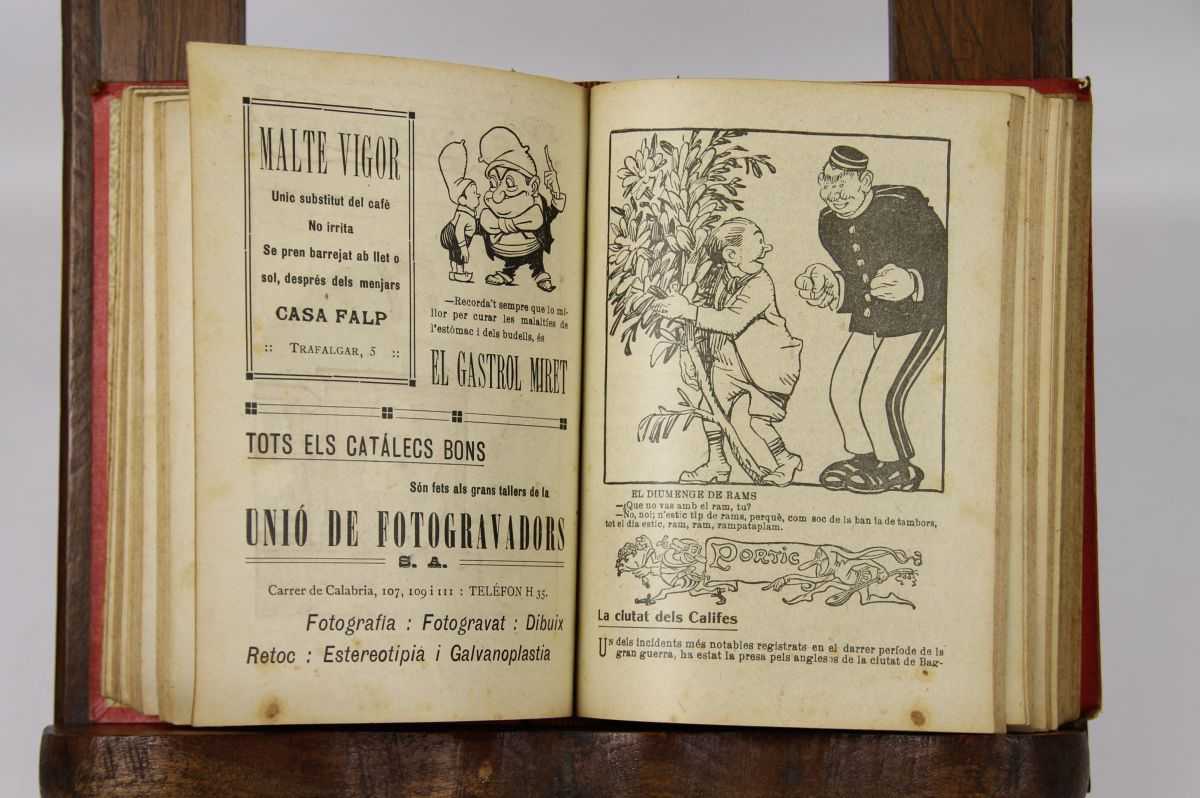 MALTE VIGOR
Unic substitut del café
No irrita
Se pren barrejat ab llet o
sol, després dels menjars
CASA FALP
:: TRAFALGAR, 5 ::
—Recorda't sempre que lo mi-
llor per curar les malaltíes de
l'estómac i dels budells, és
EL GASTROL MIRET
TOTS ELS CATÁLECS BONS
Són fets als grans tallers de la
UNIÓ DE FOTOGRAVADORS
S. A.
Carrer de Calabria, 107, 109 i 111 : TELÉFON H 35.
Fotografia : Fotogravat : Dibuix
Retoc : Estereotipia i Galvanoplastia
EL DIUMENGE DE RAMS
—¿Que no vas amb el ram, tu?
—No, noi; n'estic tip de rams, perquè, com soc de la ban ta de tambors,
tot el dia estic, ram, ram, rampataplam.
PORTIC
La ciutat dels Califes
UN dels incidents més notables registrats en el darrer període de la
gran guerra, ha estat la presa pels anglesos de la ciutat de Bag-